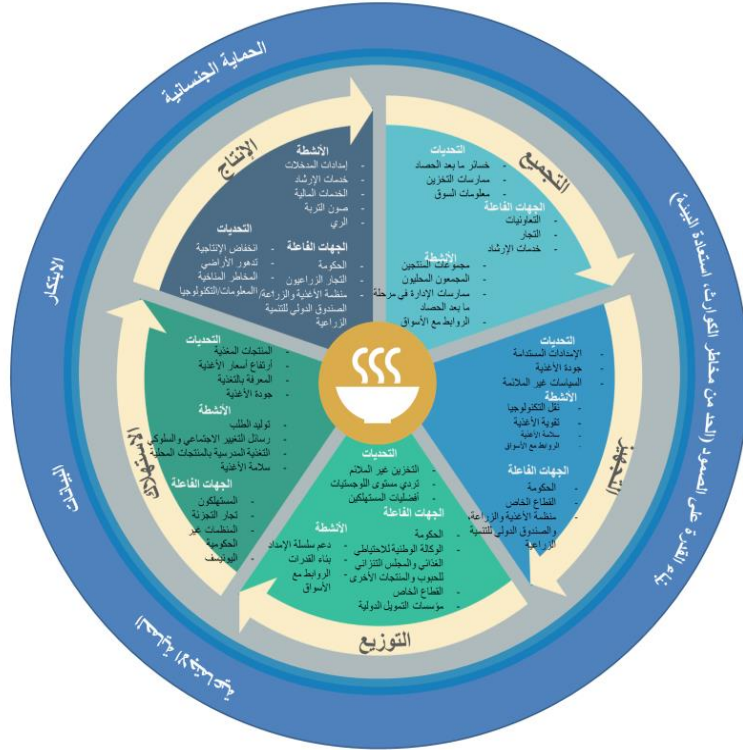 الحماية الجنسانية
بناء القدرة على الصمود (الحد من مخاطر الكوارث، استعادة البيئة)
الحماية الاجتماعية
البيانات
الابتكار
الإنتاج
الأنشطة
- إمدادات المدخلات
- خدمات الإرشاد
- الخدمات المالية
- صون التربة
- الري
الجهات الفاعلة
- الحكومة
- التجار الزراعيون
- منظمة الأغذية والزراعة/
الصندوق الدولي للتنمية
الزراعية
التحديات
- انخفاض الإنتاجية
- تدهور الأراضي
- المخاطر المناخية
- المعلومات/التكنولوجيا
التجميع
التحديات
- خسائر ما بعد الحصاد
- ممارسات التخزين
- معلومات السوق
الجهات الفاعلة
- التعاونيات
- التجار
- خدمات الإرشاد
الأنشطة
- مجموعات المنتجين
- المجمعون المحليون
- ممارسات الإدارة في مرحلة
ما بعد الحصاد
- الروابط مع الأسواق
التجهيز
التحديات
- الإمدادات المستدامة
- جودة الأغذية
- السياسات غير الملائمة
الأنشطة
- نقل التكنولوجيا
- تقوية الأغذية
- سلامة الأغذية
- الروابط مع الأسواق
الجهات الفاعلة
- الحكومة
- القطاع الخاص
- منظمة الأغذية والزراعة،
والصندوق الدولي للتنمية
الزراعية
التوزيع
التحديات
- التخزين غير الملائم
- تردي مستوى اللوجستيات
- أفضليات المستهلكين
الجهات الفاعلة
- الحكومة
- الوكالة الوطنية للاحتياطي
الغذائي والمجلس التنزاني
للحبوب والمنتجات الأخرى
- القطاع الخاص
- مؤسسات التمويل الدولية
الأنشطة
- دعم سلسلة الإمداد
- بناء القدرات
- الروابط مع
الأسواق
الاستهلاك
التحديات
- المنتجات المغذية
- أرتفاع أسعار الأغذية
- المعرفة بالتغذية
- جودة الأغذية
الأنشطة
- توليد الطلب
- رسائل التغيير الاجتماعي والسلوكي
- التغذية المدرسية بالمنتجات المحلية
- سلامة الأغذية
الجهات الفاعلة
- المستهلكون
- تجار التجزئة
- المنظمات غير
الحكومية
- اليونيسف